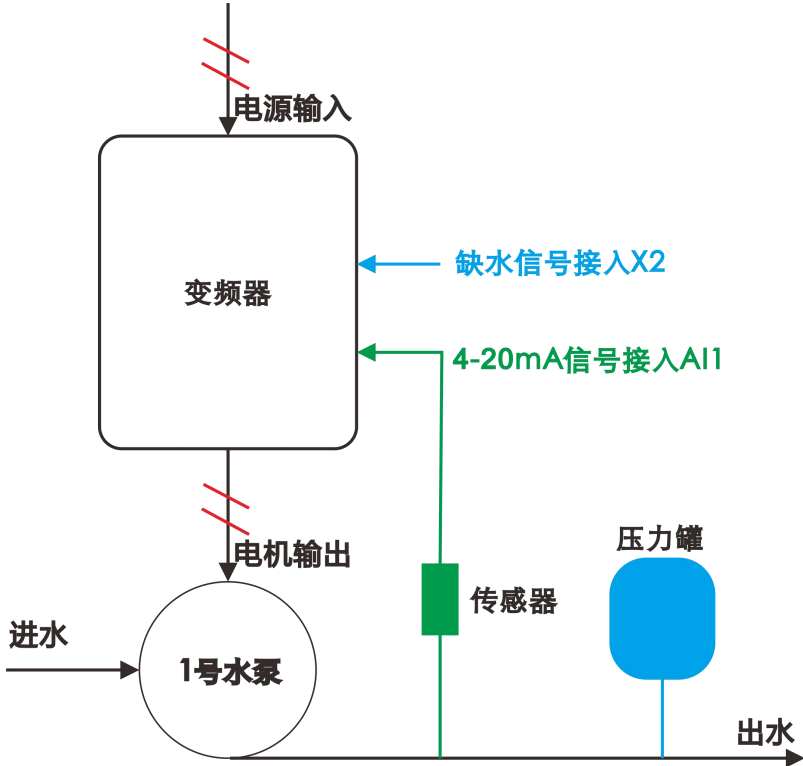 电源输入
缺水信号接入X2
变频器
4-20mA信号接入AI1
压力罐
电机输出
传感器
进水
1号水泵
出水